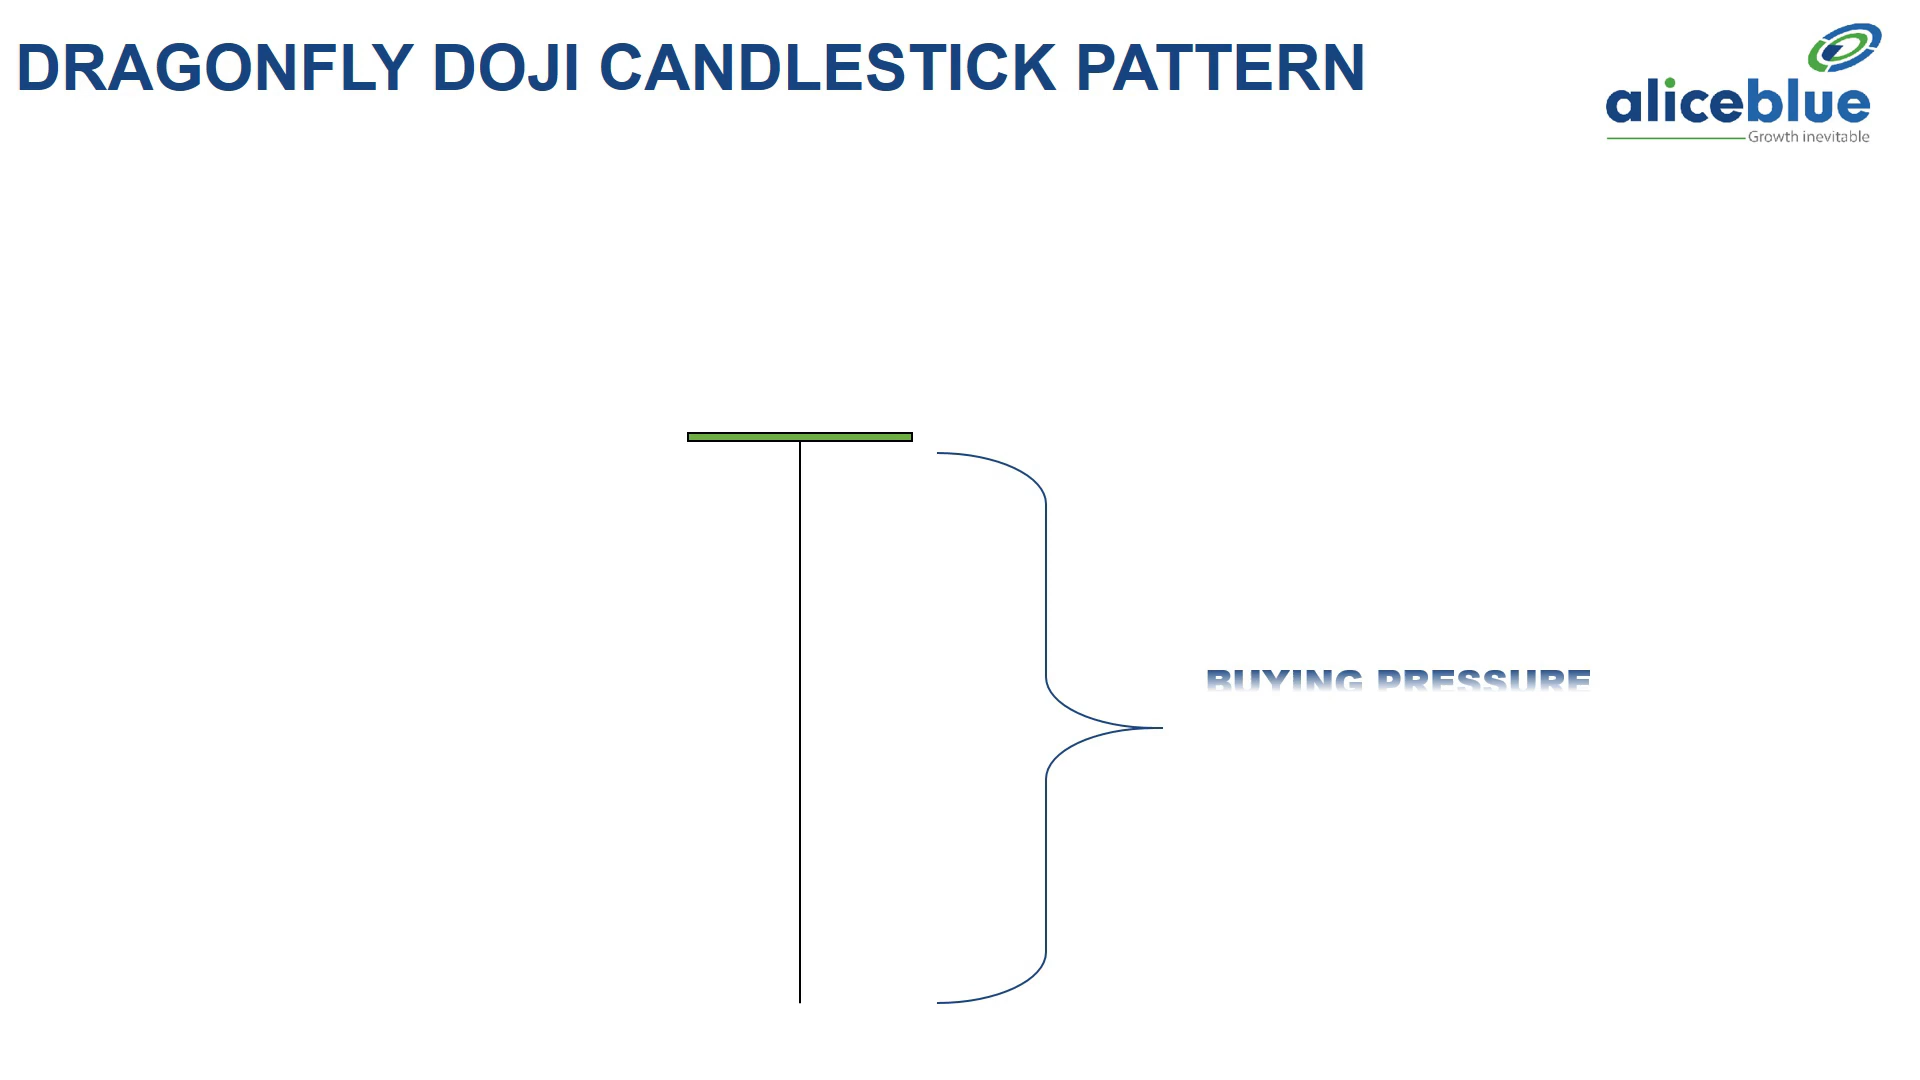 DRAGONFLY DOJI CANDLESTICK PATTERN
aliceblue
Growth inevitable
BUYING PRESSURE